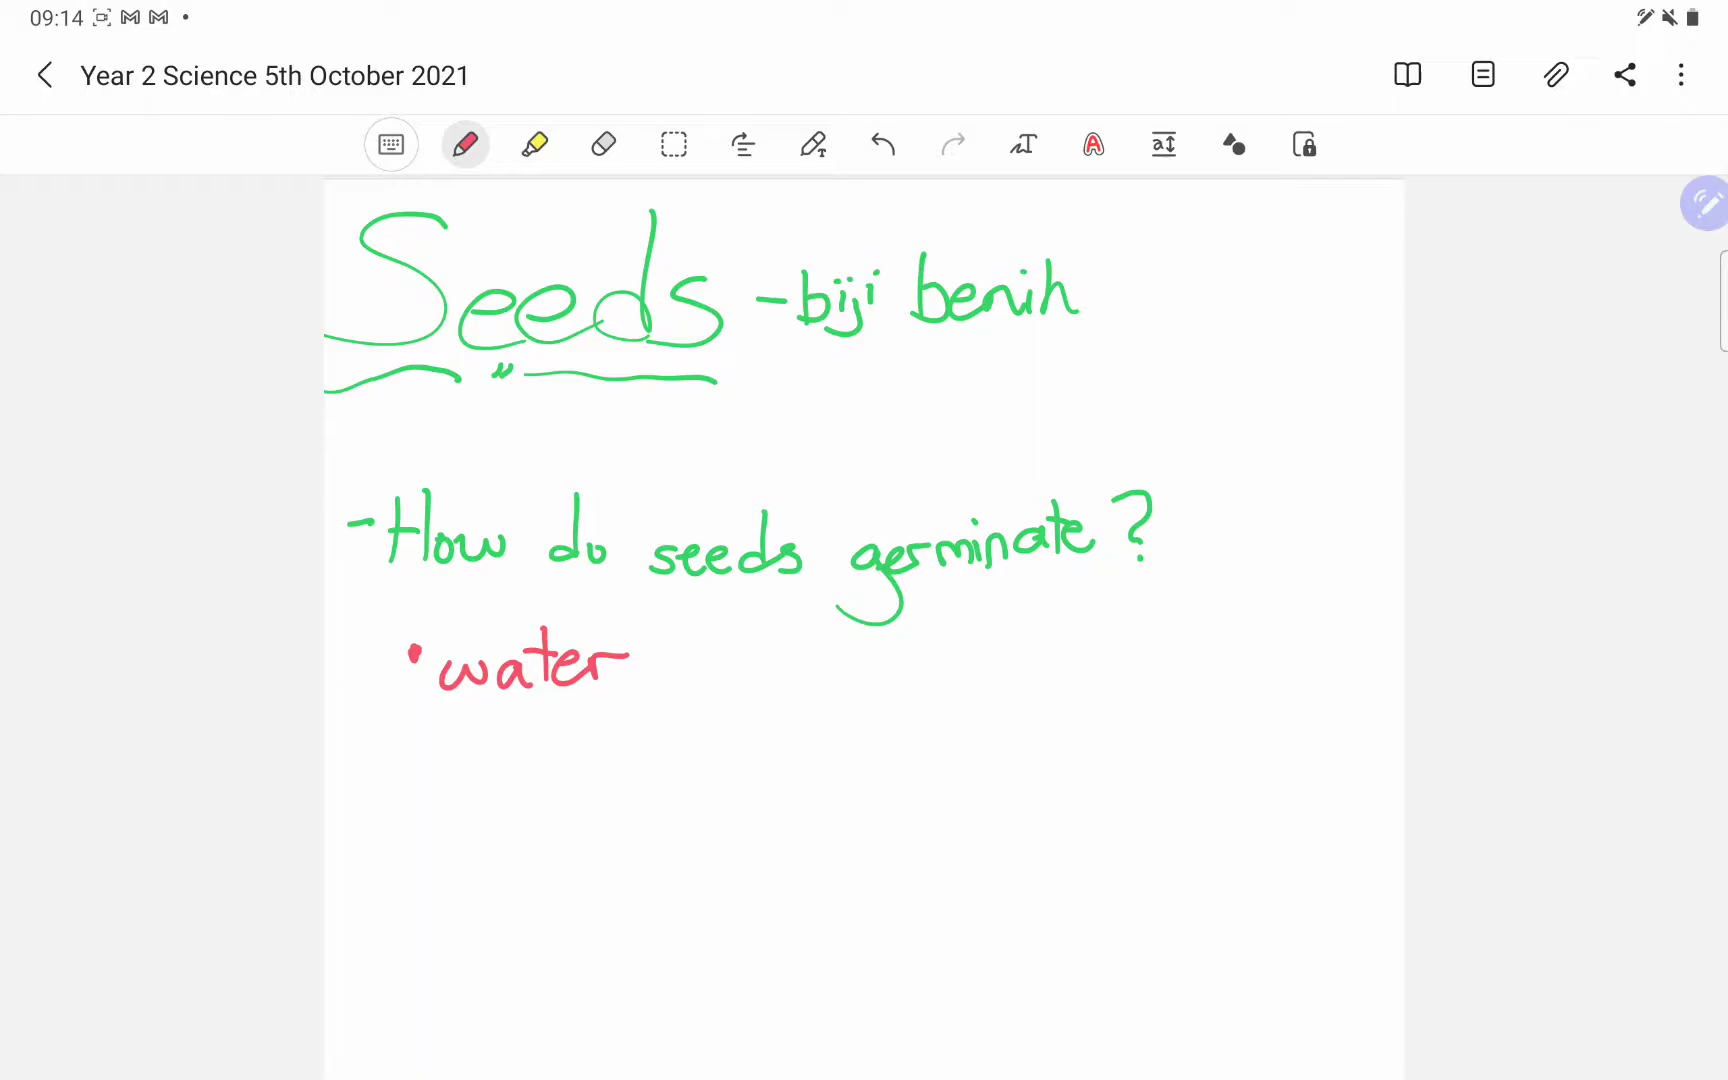 09:14
Year 2 Science 5th October 2021
Seeds - biji benih
- How do seeds germinate?
• water